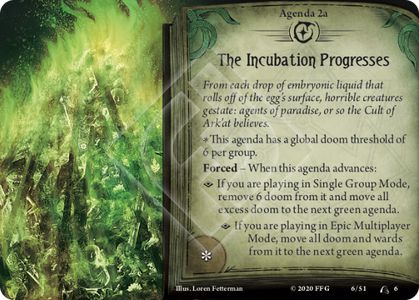 Agenda 2a
The Incubation Progresses
From each drop of embryonic liquid that
rolls off of the egg's surface, horrible creatures
gestate: agents of paradise, or so the Cult of
Ark'at believes.
*This agenda has a global doom threshold of
6 per group.
Forced – When this agenda advances:
If you are playing in Single Group Mode,
remove 6 doom from it and move all
excess doom to the next green agenda.
If you are playing in Epic Multiplayer
Mode, move all doom and wards
from it to the next green agenda.
*
Illus. Loren Fetterman
© 2020 FFG
6/51
6